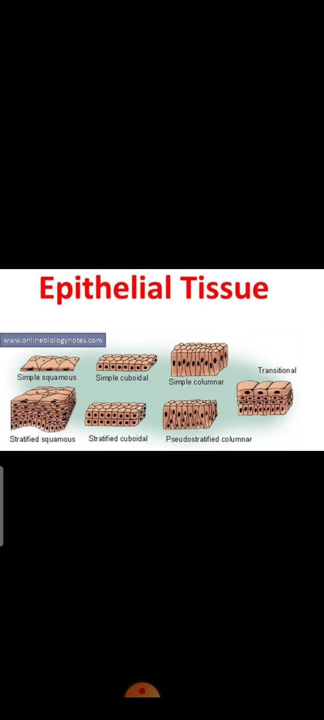 Epithelial Tissue
www.onlinebiologynotes.com
Simple squamous
Simple cuboidal
Simple columnar
Transitional
Stratified squamous
Stratified cuboidal
Pseudostratified columnar